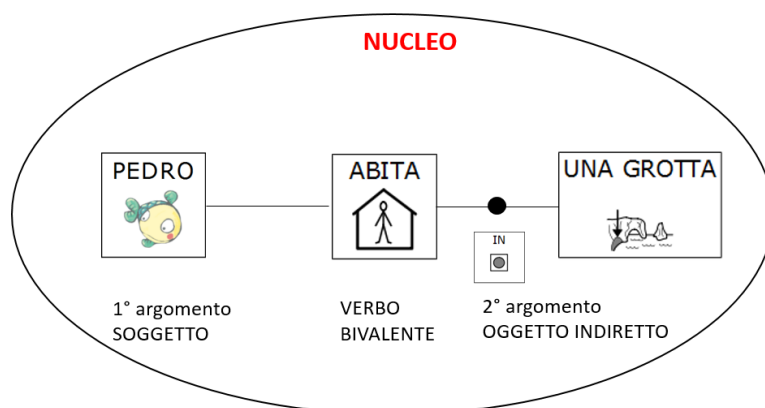 NUCLEO
PEDRO
ABITA
UNA GROTTA
IN
1° argomento
SOGGETTO
VERBO
BIVALENTE
2° argomento
OGGETTO INDIRETTO